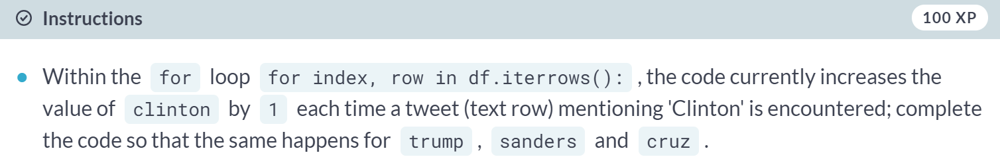 Instructions 100 XP
Within the for loop for index, row in df.iterrows(): , the code currently increases the
value of clinton by 1 each time a tweet (text row) mentioning 'Clinton' is encountered; complete
the code so that the same happens for trump , sanders and cruz .